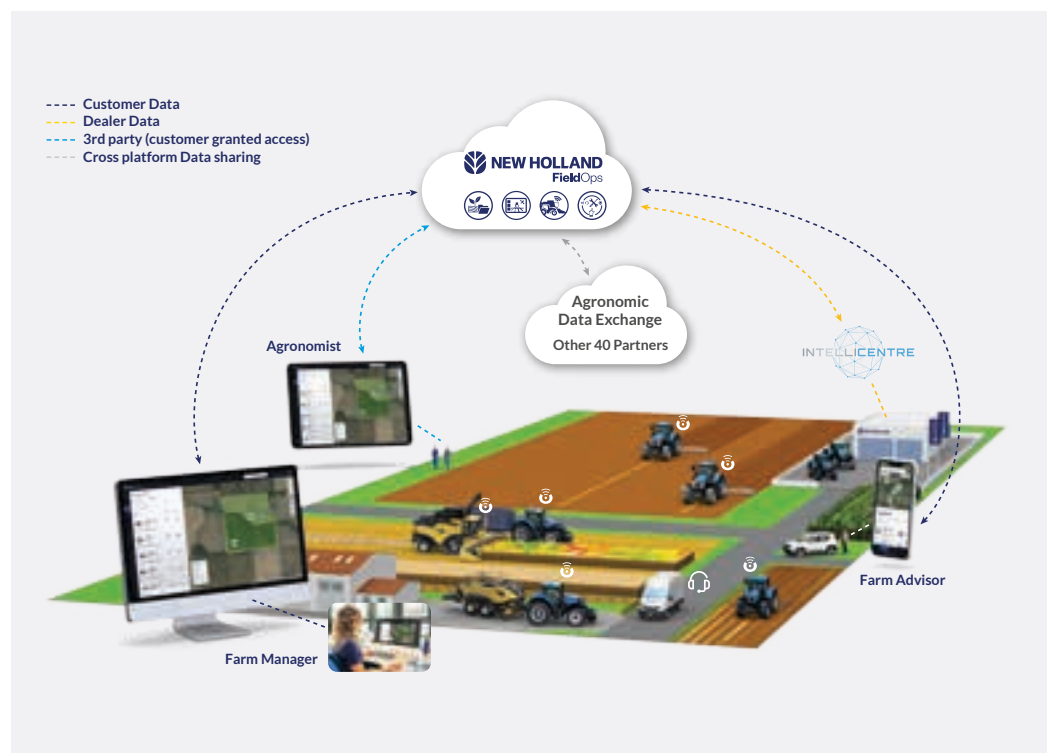 Customer Data
Dealer Data
3rd party (customer granted access)
Cross platform Data sharing
NEW HOLLAND
FieldOps
Agronomic
Data Exchange
Other 40 Partners
Agronomist
INTELLICENTRE
Farm Advisor
Farm Manager